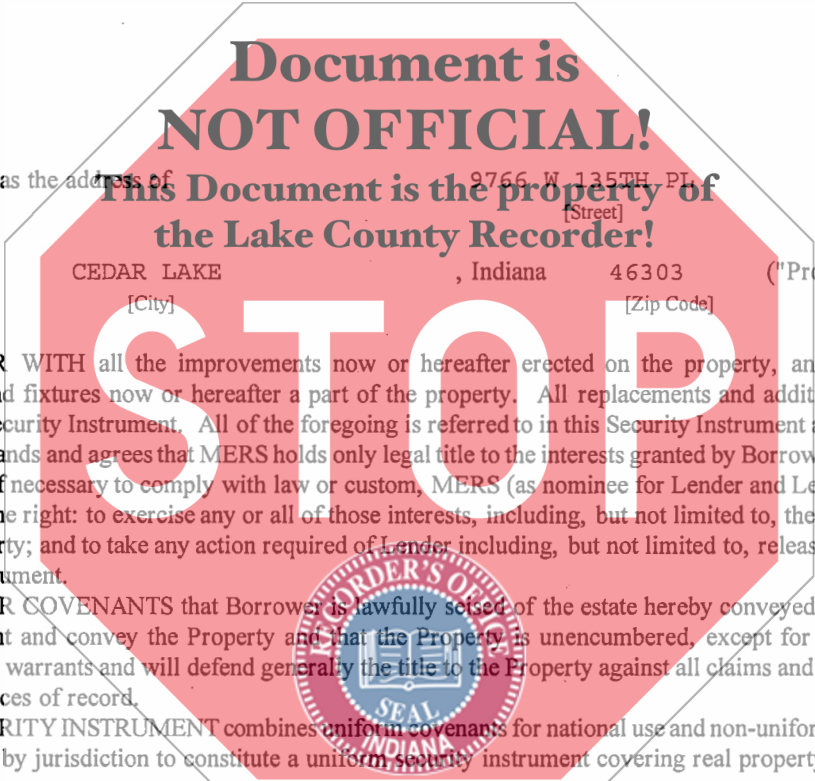 Document is
NOT OFFICIAL!
as the address of 9766 W 135TH PL
This Document is the property of
[Street]
the Lake County Recorder!
CEDAR LAKE , Indiana 46303 ("Pro
[City] [Zip Code]
STOP
R WITH all the improvements now or hereafter erected on the property, an
d fixtures now or hereafter a part of the property. All replacements and addit
curity Instrument. All of the foregoing is referred to in this Security Instrument a
ands and agrees that MERS holds only legal title to the interests granted by Borrow
f necessary to comply with law or custom, MERS (as nominee for Lender and Le
e right: to exercise any or all of those interests, including, but not limited to, the
rty; and to take any action required of Lender including, but not limited to, releas
ument.
RECORDER'S OFFICE
R COVENANTS that Borrower is lawfully seised of the estate hereby conveyed
t and convey the Property and that the Property is unencumbered, except for
warrants and will defend generally the title to the Property against all claims and
ces of record.
SEAL
RITY INSTRUMENT combines uniform covenants for national use and non-unifor
INDIANA
by jurisdiction to constitute a uniform security instrument covering real property